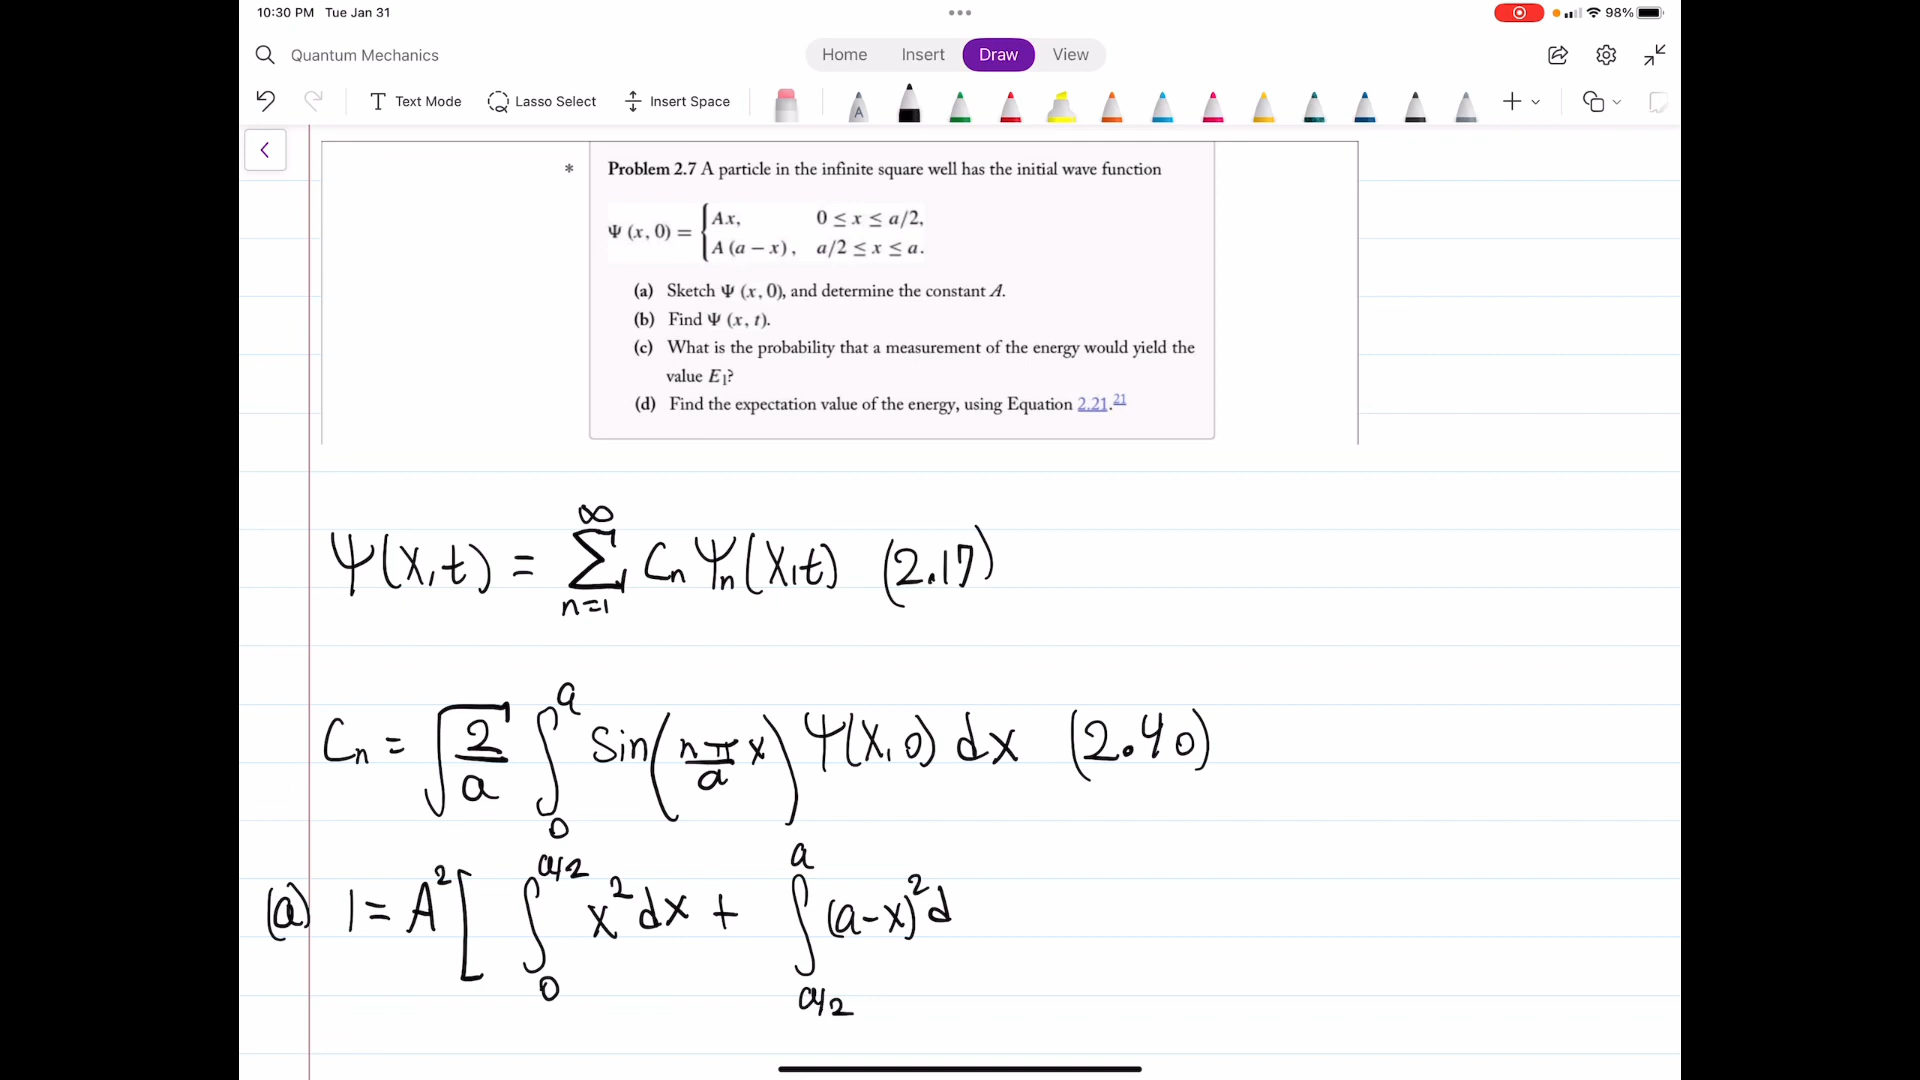 10:30 PM Tue Jan 31
98%
Quantum Mechanics
Home Insert Draw View
Text Mode Lasso Select Insert Space
A
* Problem 2.7 A particle in the infinite square well has the initial wave function
Ψ (x, 0) = { Ax, 0 ≤ x ≤ a/2,
A (a − x), a/2 ≤ x ≤ a.
(a) Sketch Ψ (x, 0), and determine the constant A.
(b) Find Ψ (x, t).
(c) What is the probability that a measurement of the energy would yield the
value E₁?
(d) Find the expectation value of the energy, using Equation 2.21.²¹
Ψ(x,t) = ∑_{n=1}^{∞} Cn Ψn(x,t) (2.17)
Cn = √(2/a) ∫_0^a Sin(nπ/a x) Ψ(x,0) dx (2.40)
(a) 1 = A²[ ∫_0^{a/2} x² dx + ∫_{a/2}^a (a-x)² d